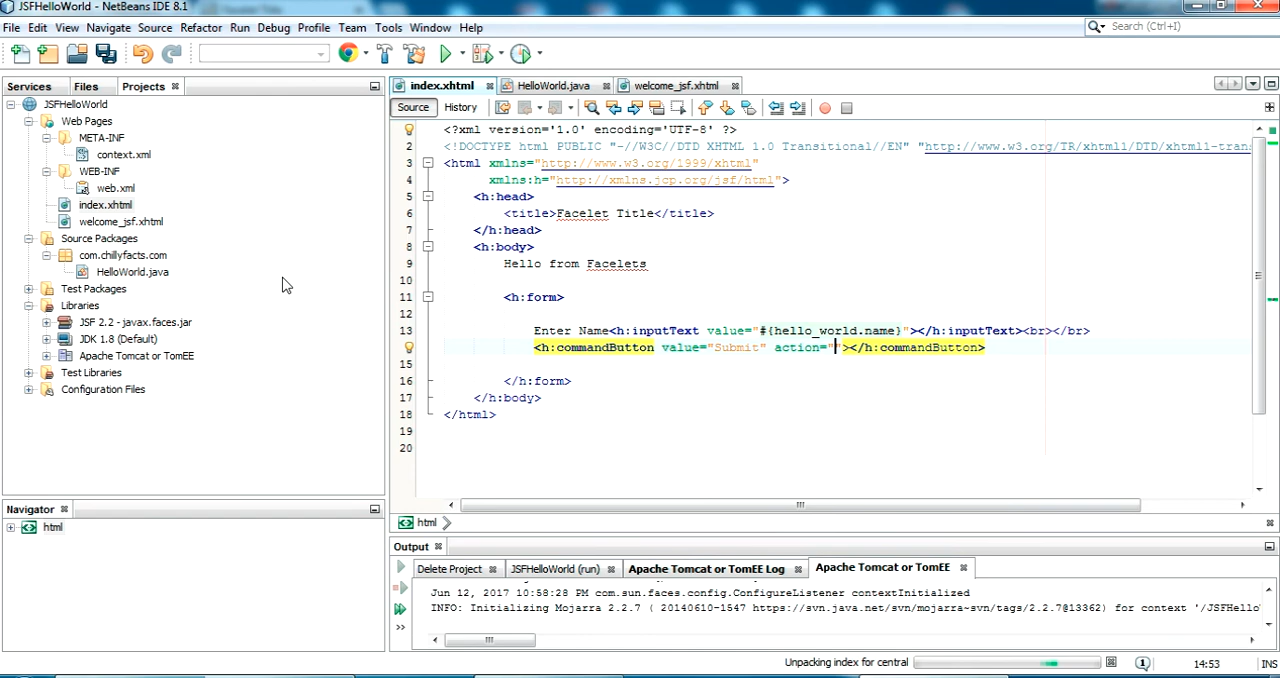 JSFHelloWorld - NetBeans IDE 8.1
File Edit View Navigate Source Refactor Run Debug Profile Team Tools Window Help
Search (Ctrl+I)
Services Files Projects
JSFHelloWorld
Web Pages
META-INF
context.xml
WEB-INF
web.xml
index.xhtml
welcome_jsf.xhtml
Source Packages
com.chillyfacts.com
HelloWorld.java
Test Packages
Libraries
JSF 2.2 - javax.faces.jar
JDK 1.8 (Default)
Apache Tomcat or TomEE
Test Libraries
Configuration Files
Navigator
html
index.xhtml HelloWorld.java welcome_jsf.xhtml
Source History
1 <?xml version='1.0' encoding='UTF-8' ?>
2 <!DOCTYPE html PUBLIC "-//W3C//DTD XHTML 1.0 Transitional//EN" "http://www.w3.org/TR/xhtml1/DTD/xhtml1-trans
3 <html xmlns="http://www.w3.org/1999/xhtml"
4 xmlns:h="http://xmlns.jcp.org/jsf/html">
5 <h:head>
6 <title>Facelet Title</title>
7 </h:head>
8 <h:body>
9 Hello from Facelets
10
11 <h:form>
12
13 Enter Name<h:inputText value="#{hello_world.name}"></h:inputText><br></br>
<h:commandButton value="Submit" action=""></h:commandButton>
15
16 </h:form>
17 </h:body>
18 </html>
19
20
html
Output
Delete Project JSFHelloWorld (run) Apache Tomcat or TomEE Log Apache Tomcat or TomEE
Jun 12, 2017 10:58:28 PM com.sun.faces.config.ConfigureListener contextInitialized
INFO: Initializing Mojarra 2.2.7 ( 20140610-1547 https://svn.java.net/svn/mojarra~svn/tags/2.2.7@13362) for context '/JSFHello
Unpacking index for central 14:53 INS